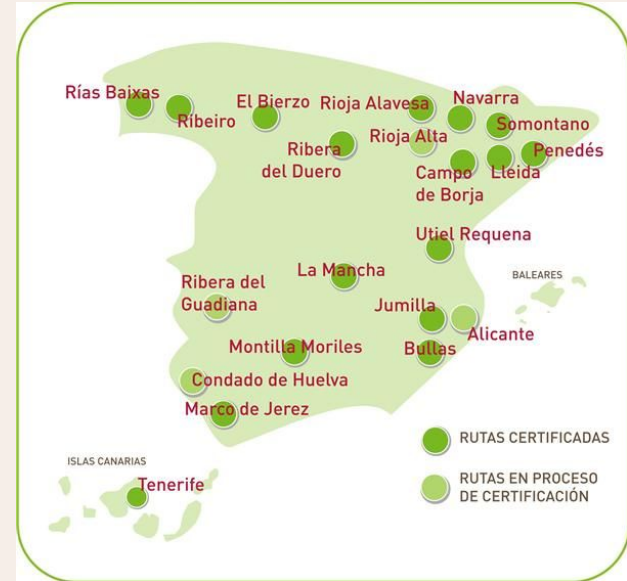 Rías Baixas
Ribeiro
El Bierzo
Rioja Alavesa
Navarra
Somontano
Rioja Alta
Ribera
del Duero
Penedés
Lleida
Campo
de Borja
Utiel Requena
La Mancha
BALEARES
Ribera del
Guadiana
Jumilla
Alicante
Montilla Moriles
Bullas
Condado de Huelva
Marco de Jerez
RUTAS CERTIFICADAS
ISLAS CANARIAS
Tenerife
RUTAS EN PROCESO
DE CERTIFICACIÓN